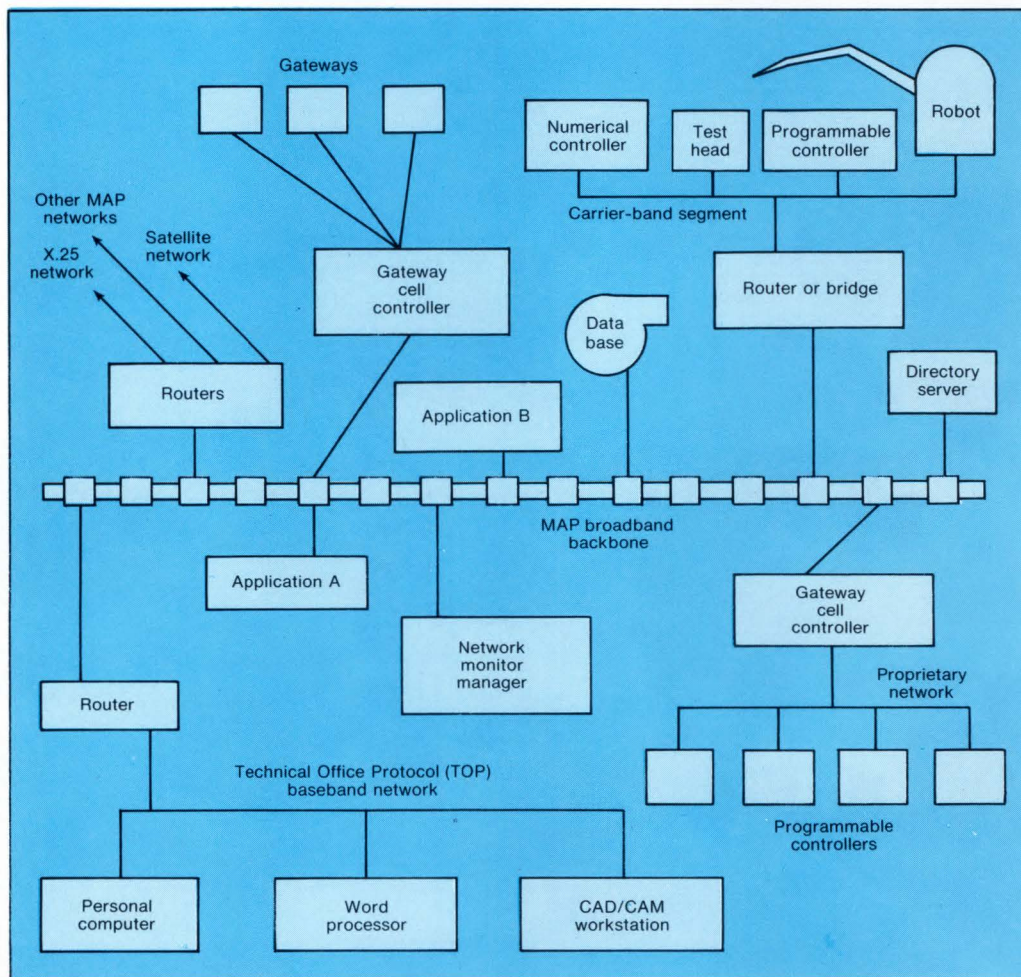 Gateways
Robot
Numerical
controller
Test
head
Programmable
controller
Other MAP
networks
X.25
network
Satellite
network
Carrier-band segment
Gateway
cell
controller
Router or bridge
Data
base
Directory
server
Routers
Application B
MAP broadband
backbone
Application A
Gateway
cell
controller
Network
monitor
manager
Proprietary
network
Router
Technical Office Protocol (TOP)
baseband network
Programmable
controllers
Personal
computer
Word
processor
CAD/CAM
workstation